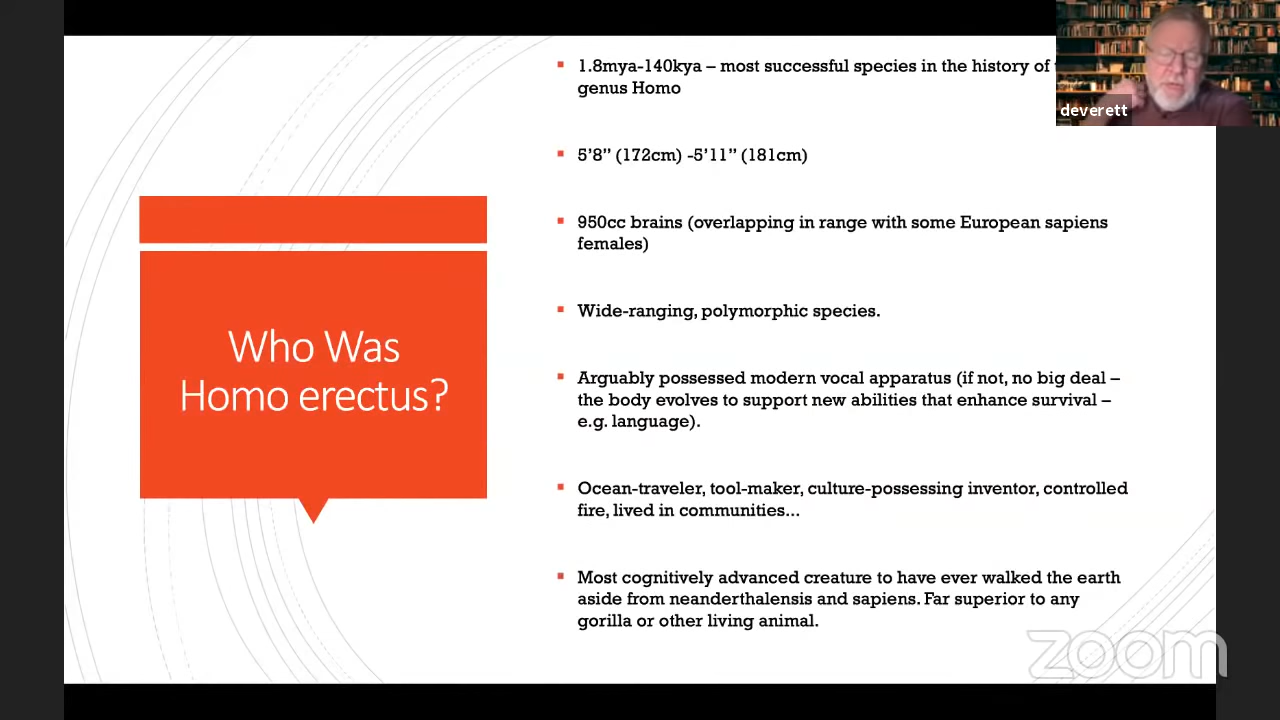 1.8mya-140kya – most successful species in the history of
genus Homo
deverett
5’8” (172cm) -5’11” (181cm)
950cc brains (overlapping in range with some European sapiens
females)
Wide-ranging, polymorphic species.
Who Was
Homo erectus?
Arguably possessed modern vocal apparatus (if not, no big deal –
the body evolves to support new abilities that enhance survival –
e.g. language).
Ocean-traveler, tool-maker, culture-possessing inventor, controlled
fire, lived in communities...
Most cognitively advanced creature to have ever walked the earth
aside from neanderthalensis and sapiens. Far superior to any
gorilla or other living animal.
zoom